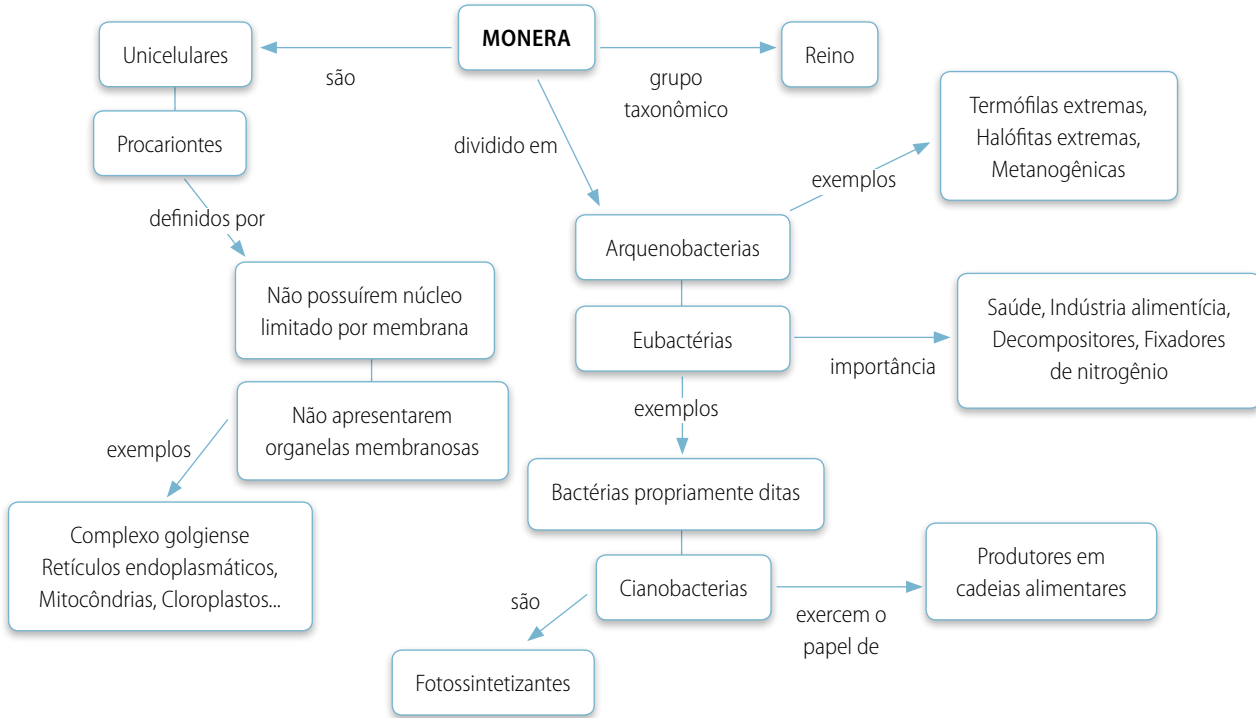 MONERA
Unicelulares
são
grupo
taxonômico
Reino
Procariontes
dividido em
Termófilas extremas,
Halófitas extremas,
Metanogênicas
exemplos
definidos por
Arquenobacterias
Não possuírem núcleo
limitado por membrana
Eubactérias
importância
Saúde, Indústria alimentícia,
Decompositores, Fixadores
de nitrogênio
Não apresentarem
organelas membranosas
exemplos
exemplos
Bactérias propriamente ditas
Complexo golgiense
Retículos endoplasmáticos,
Mitocôndrias, Cloroplastos...
Cianobacterias
são
exercem o
papel de
Produtores em
cadeias alimentares
Fotossintetizantes